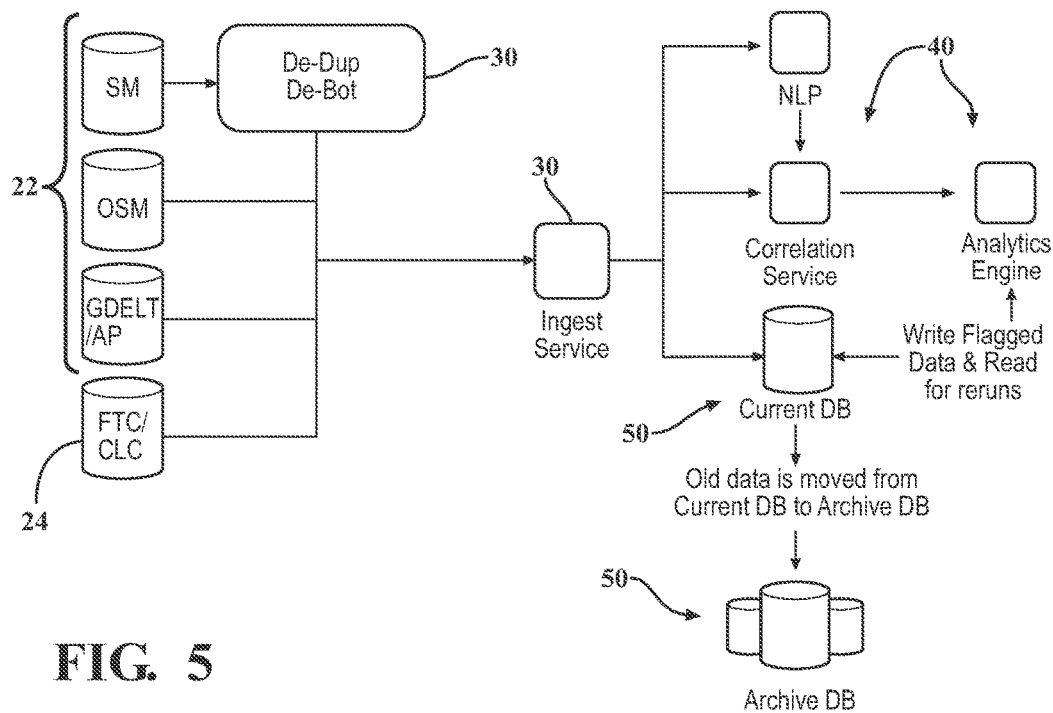 SM
De-Dup
De-Bot
30
22
OSM
GDELT
/AP
FTC/
CLC
24
30
Ingest
Service
NLP
40
Correlation
Service
Analytics
Engine
Write Flagged
Data & Read
for reruns
50
Current DB
Old data is moved from
Current DB to Archive DB
50
Archive DB
FIG. 5